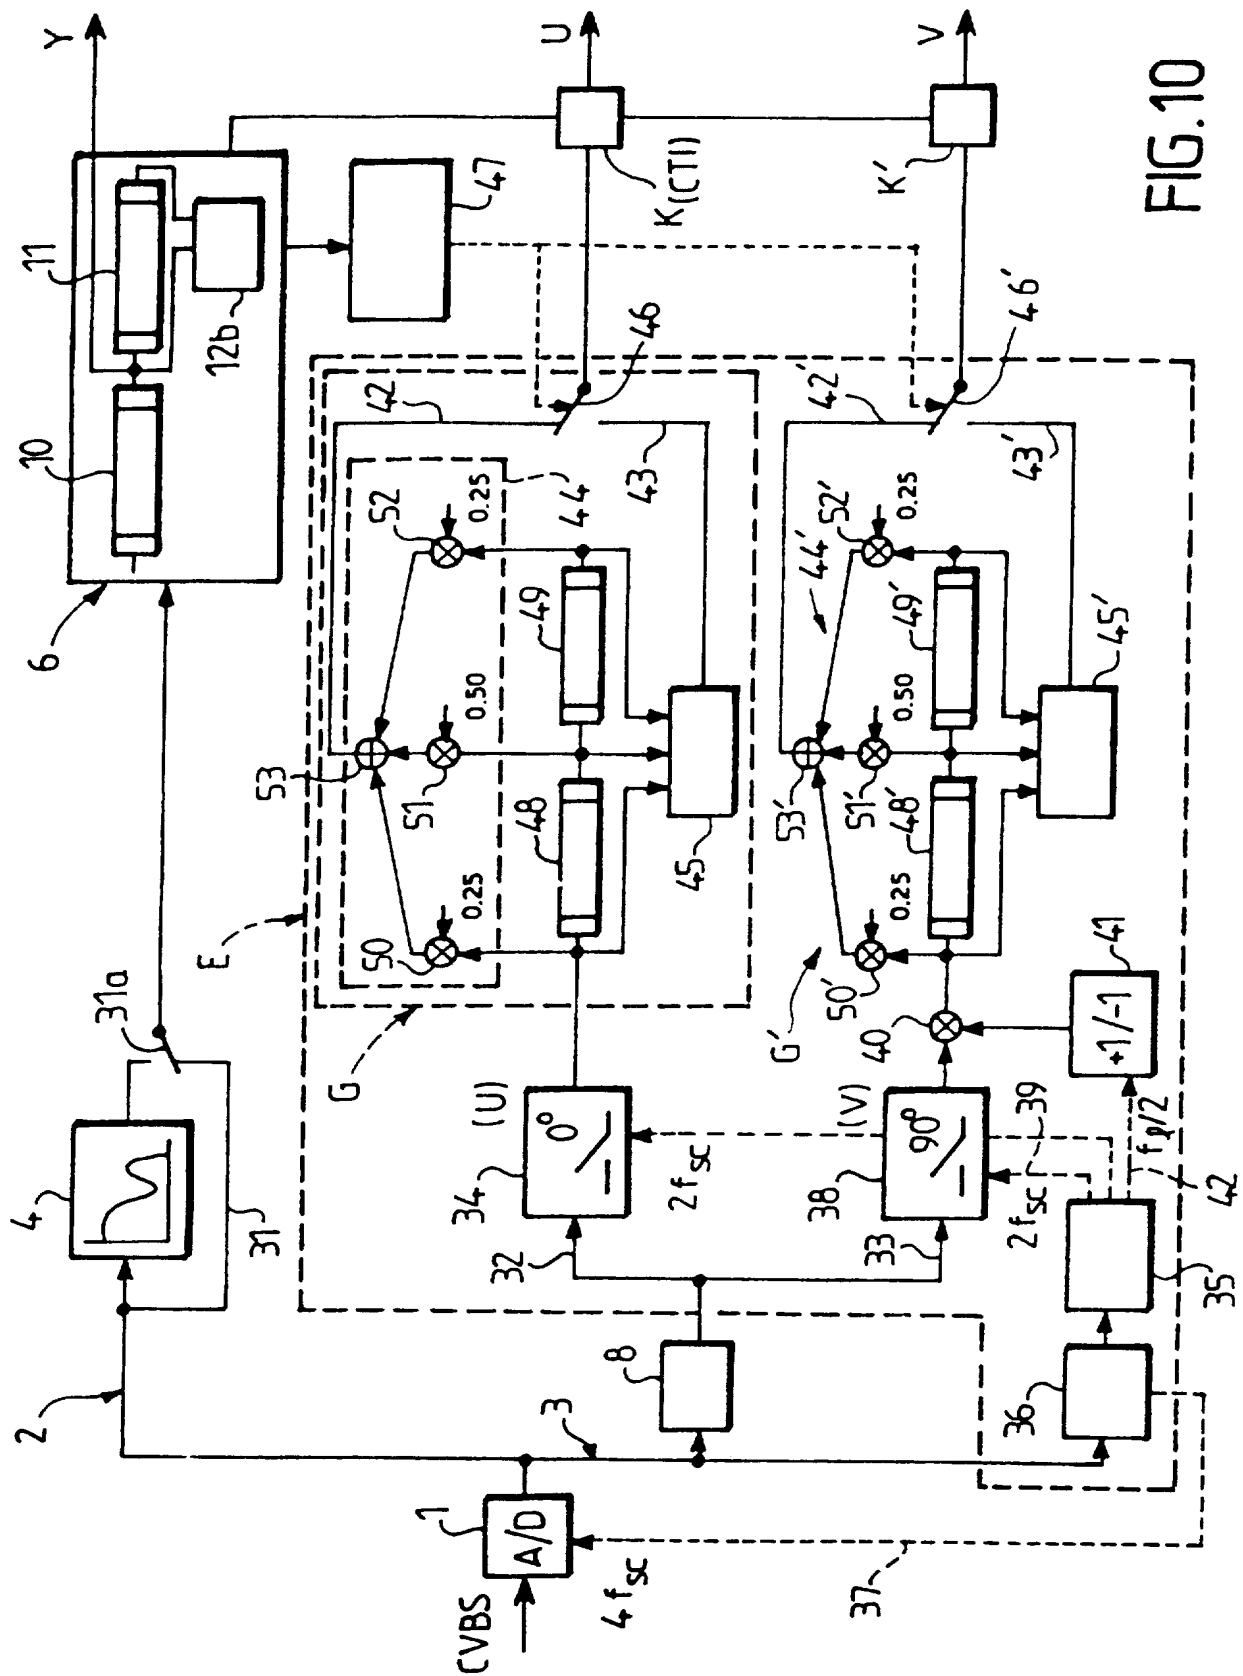 Y
U
V
10
11
12b
6
47
K(CTI)
K'
4
31a
31
2
E
G
53
50
51
52
0.25
0.50
0.25
44
42
43
46
48
49
45
(U)
0°
34
2fsc
32
8
3
1
A/D
CVBS
4fsc
37
33
38
90°
(V)
2fsc
39
40
G'
53'
50'
51'
52'
0.25
0.50
0.25
44'
42'
43'
46'
48'
49'
45'
41
+1/-1
fℓ/2
42
35
36
FIG.10